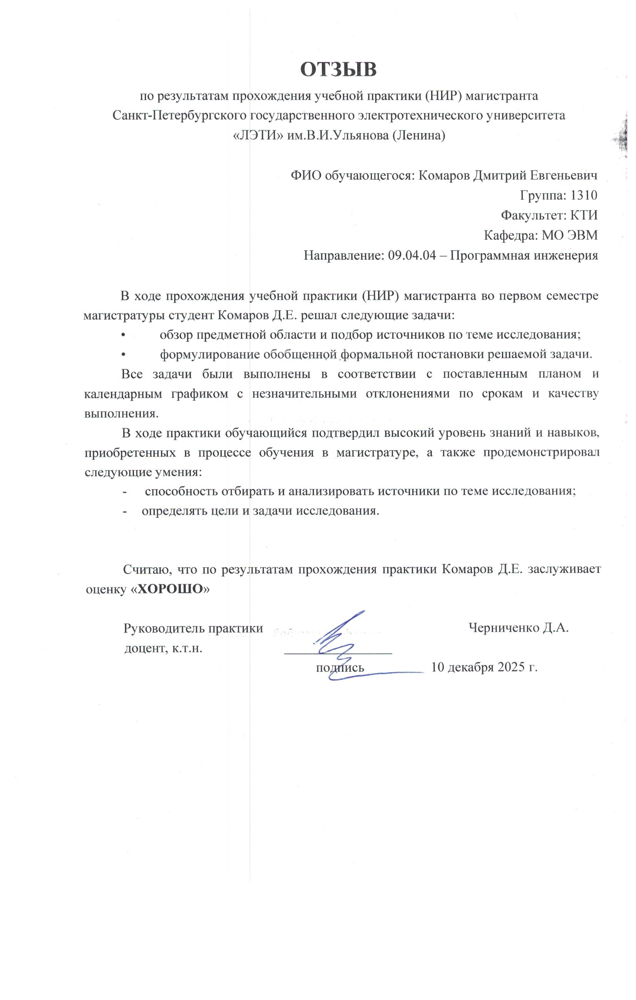 ОТЗЫВ
по результатам прохождения учебной практики (НИР) магистранта
Санкт-Петербургского государственного электротехнического университета
«ЛЭТИ» им.В.И.Ульянова (Ленина)
ФИО обучающегося: Комаров Дмитрий Евгеньевич
Группа: 1310
Факультет: КТИ
Кафедра: МО ЭВМ
Направление: 09.04.04 – Программная инженерия
В ходе прохождения учебной практики (НИР) магистранта во первом семестре
магистратуры студент Комаров Д.Е. решал следующие задачи:
• обзор предметной области и подбор источников по теме исследования;
• формулирование обобщенной формальной постановки решаемой задачи.
Все задачи были выполнены в соответствии с поставленным планом и
календарным графиком с незначительными отклонениями по срокам и качеству
выполнения.
В ходе практики обучающийся подтвердил высокий уровень знаний и навыков,
приобретенных в процессе обучения в магистратуре, а также продемонстрировал
следующие умения:
- способность отбирать и анализировать источники по теме исследования;
- определять цели и задачи исследования.
Считаю, что по результатам прохождения практики Комаров Д.Е. заслуживает
оценку «ХОРОШО»
Руководитель практики Черниченко Д.А.
доцент, к.т.н.
подпись 10 декабря 2025 г.